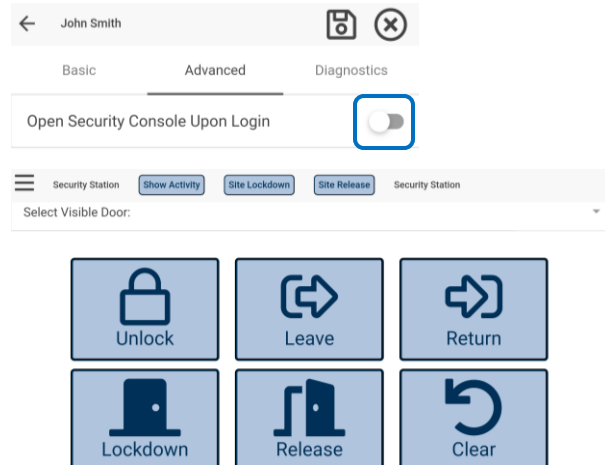 John Smith
Basic Advanced Diagnostics
Open Security Console Upon Login
Security Station Show Activity Site Lockdown Site Release Security Station
Select Visible Door:
Unlock Leave Return
Lockdown Release Clear